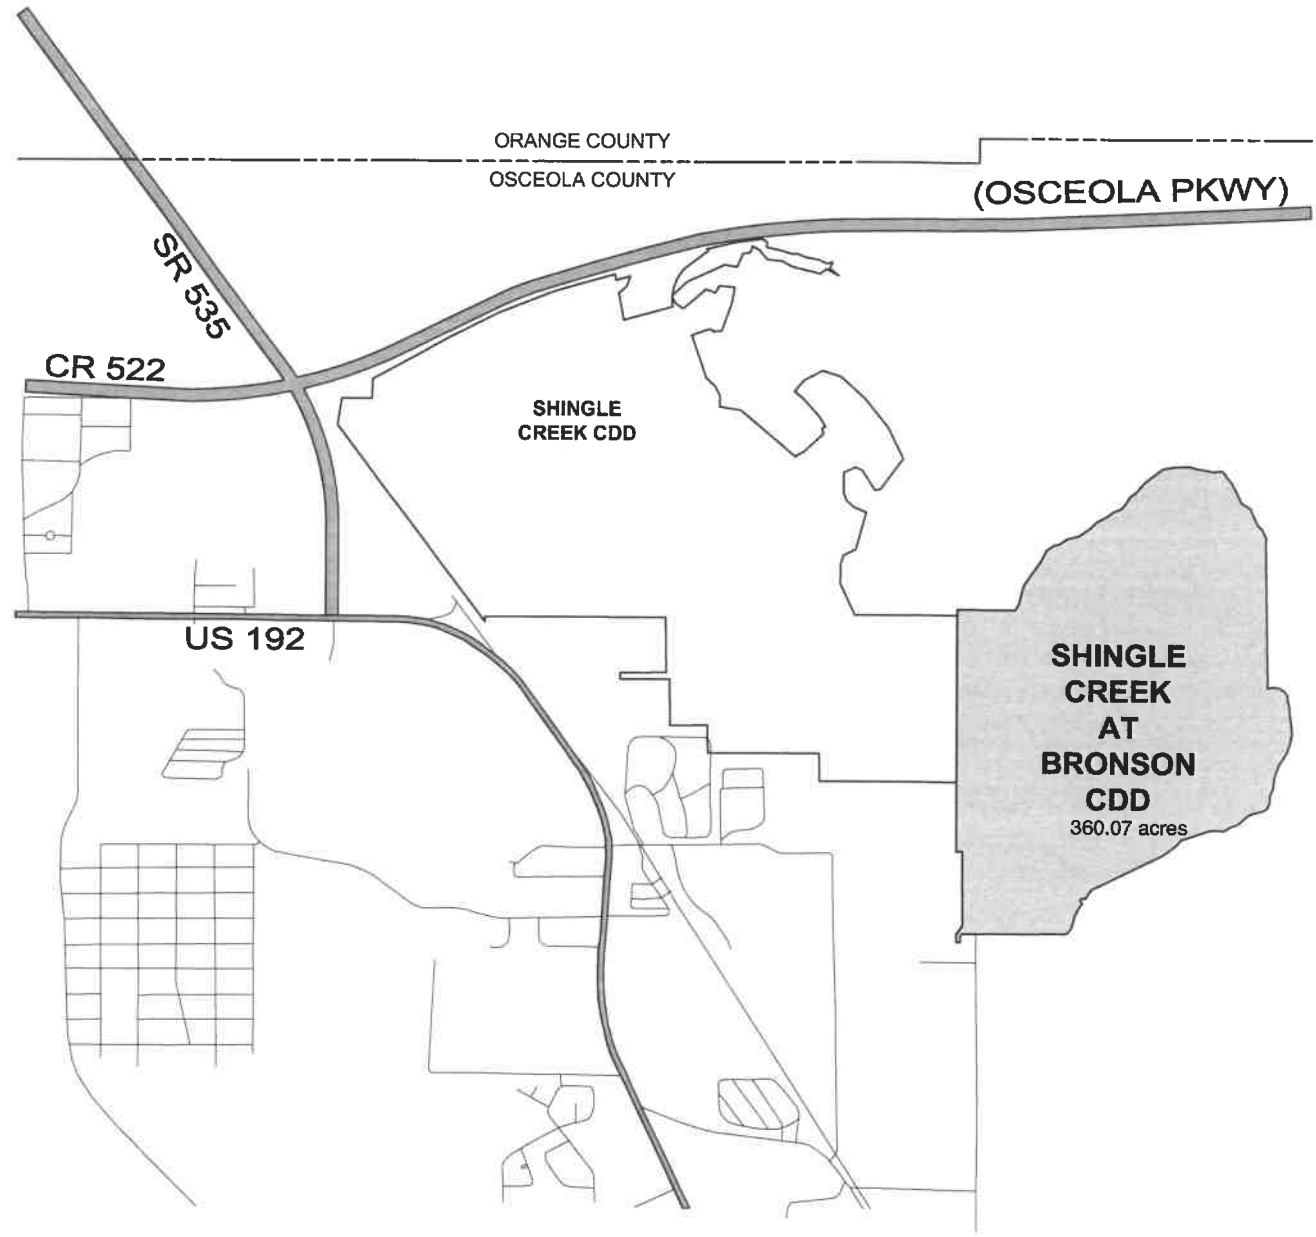 ORANGE COUNTY
OSCEOLA COUNTY
(OSCEOLA PKWY)
SR 535
CR 522
SHINGLE
CREEK CDD
US 192
SHINGLE
CREEK
AT
BRONSON
CDD
360.07 acres